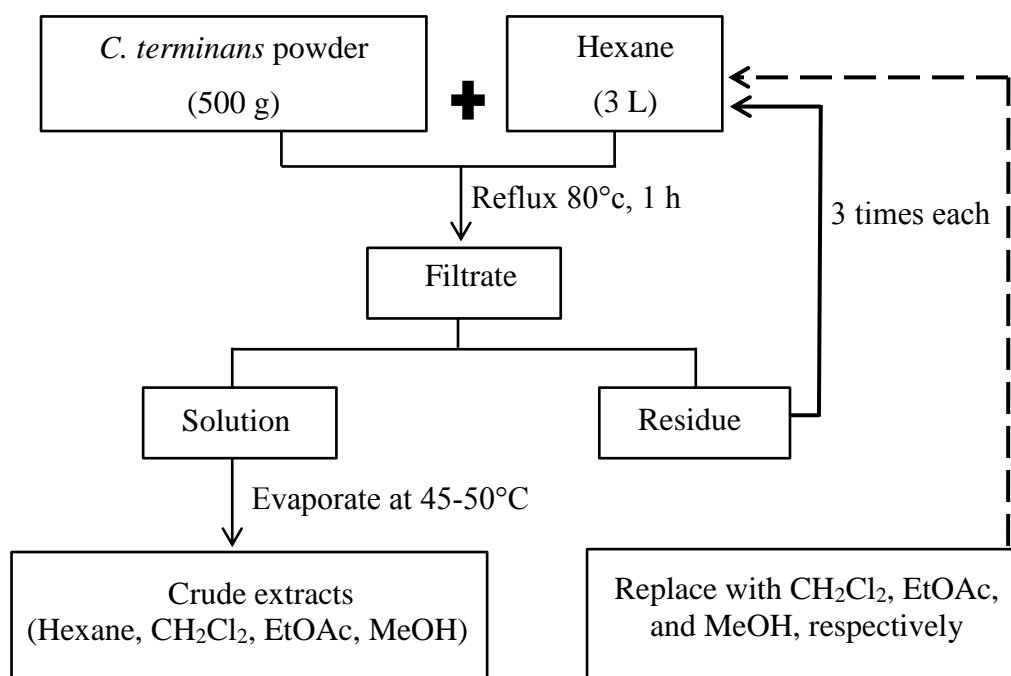 C. terminans powder
(500 g)
Hexane
(3 L)
Reflux 80°c, 1 h
3 times each
Filtrate
Solution
Residue
Evaporate at 45-50°C
Crude extracts
(Hexane, CH₂Cl₂, EtOAc, MeOH)
Replace with CH₂Cl₂, EtOAc,
and MeOH, respectively